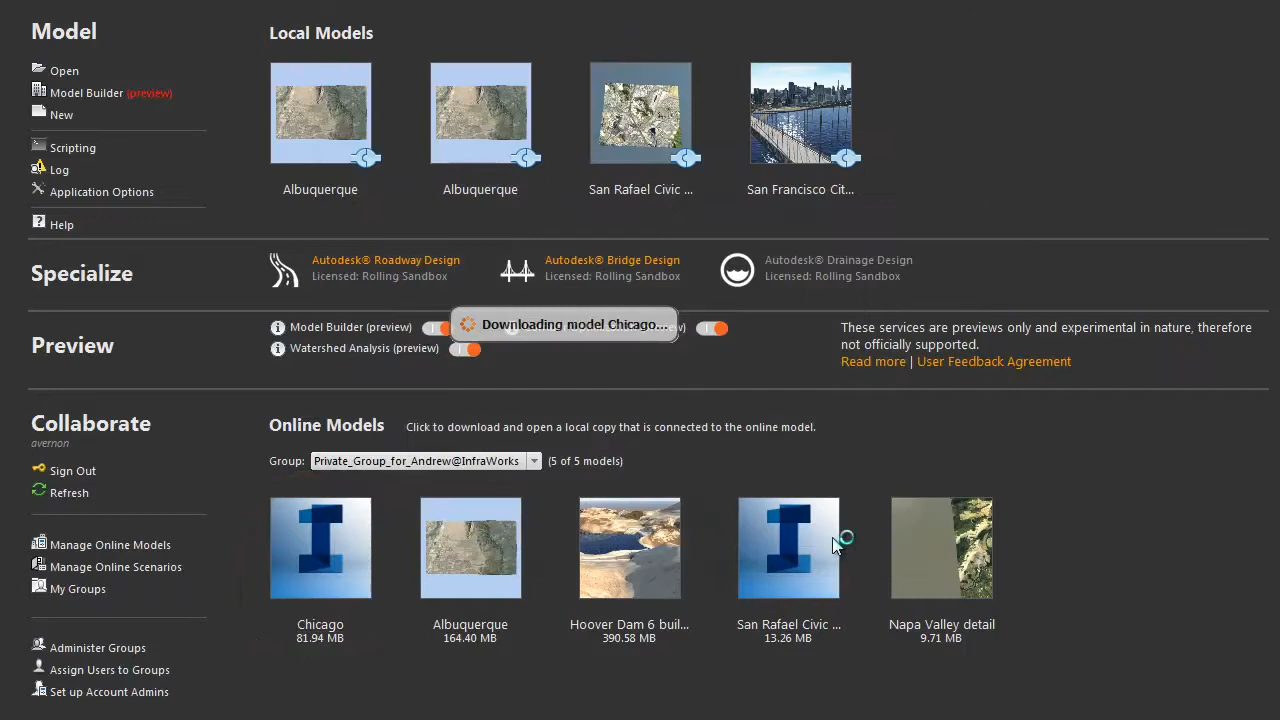 Model
Open
Model Builder (preview)
New
Scripting
Log
Application Options
Help
Local Models
Albuquerque
Albuquerque
San Rafael Civic ...
San Francisco Cit...
Specialize
Autodesk® Roadway Design
Licensed: Rolling Sandbox
Autodesk® Bridge Design
Licensed: Rolling Sandbox
Autodesk® Drainage Design
Licensed: Rolling Sandbox
Preview
Model Builder (preview)
Downloading model Chicago...
Watershed Analysis (preview)
These services are previews only and experimental in nature, therefore
not officially supported.
Read more | User Feedback Agreement
Collaborate
avernon
Sign Out
Refresh
Manage Online Models
Manage Online Scenarios
My Groups
Administer Groups
Assign Users to Groups
Set up Account Admins
Online Models
Click to download and open a local copy that is connected to the online model.
Group: Private_Group_for_Andrew@InfraWorks (5 of 5 models)
Chicago
81.94 MB
Albuquerque
164.40 MB
Hoover Dam 6 buil...
390.58 MB
San Rafael Civic ...
13.26 MB
Napa Valley detail
9.71 MB